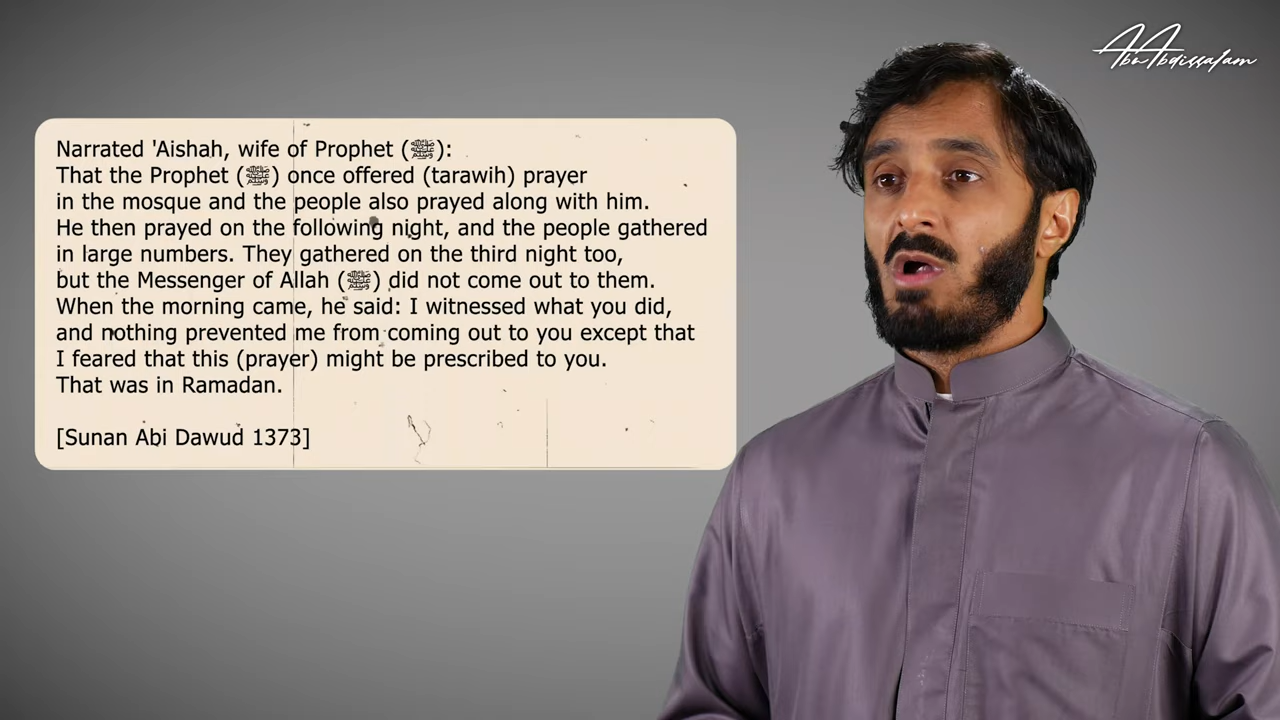 Narrated 'Aishah, wife of Prophet (ﷺ):
That the Prophet (ﷺ) once offered (tarawih) prayer
in the mosque and the people also prayed along with him.
He then prayed on the following night, and the people gathered
in large numbers. They gathered on the third night too,
but the Messenger of Allah (ﷺ) did not come out to them.
When the morning came, he said: I witnessed what you did,
and nothing prevented me from coming out to you except that
I feared that this (prayer) might be prescribed to you.
That was in Ramadan.
[Sunan Abi Dawud 1373]
AbuAbdissalam